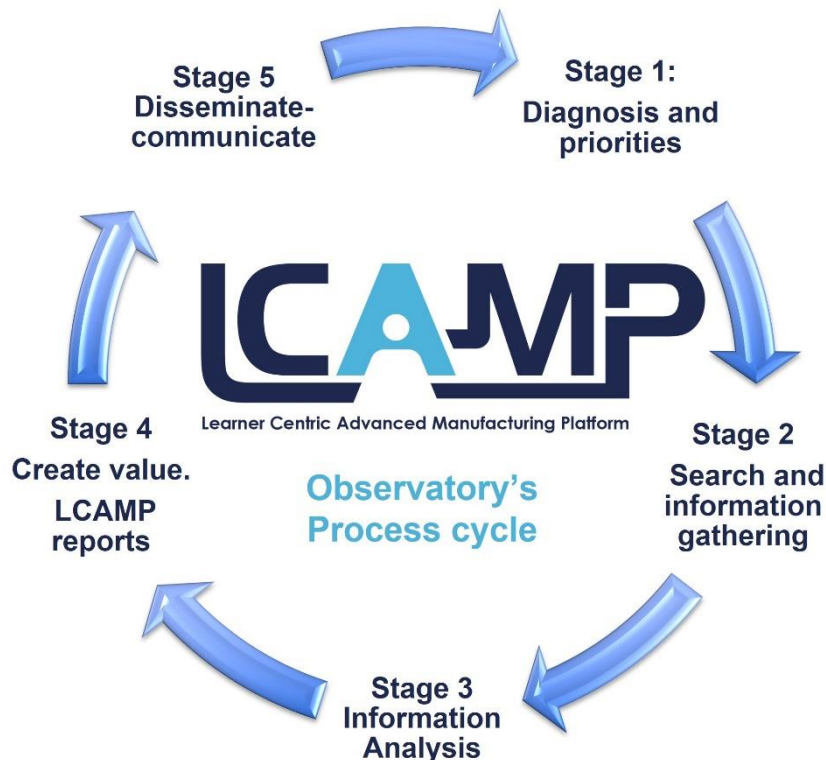 Stage 5
Disseminate-
communicate
Stage 1:
Diagnosis and
priorities
LCAMP
Learner Centric Advanced Manufacturing Platform
Observatory’s
Process cycle
Stage 2
Search and
information
gathering
Stage 4
Create value.
LCAMP
reports
Stage 3
Information
Analysis